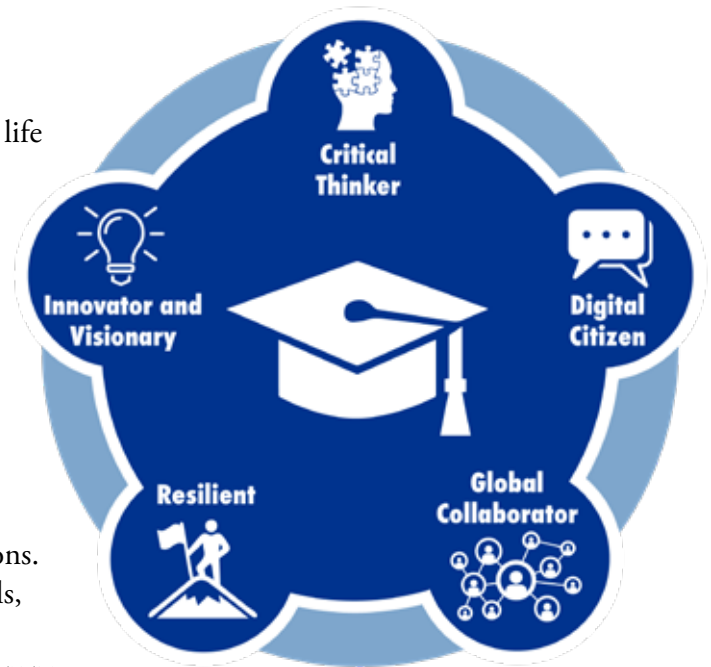 life
Critical
Thinker
Innovator and
Visionary
Digital
Citizen
Resilient
Global
Collaborator
ons.
ls,